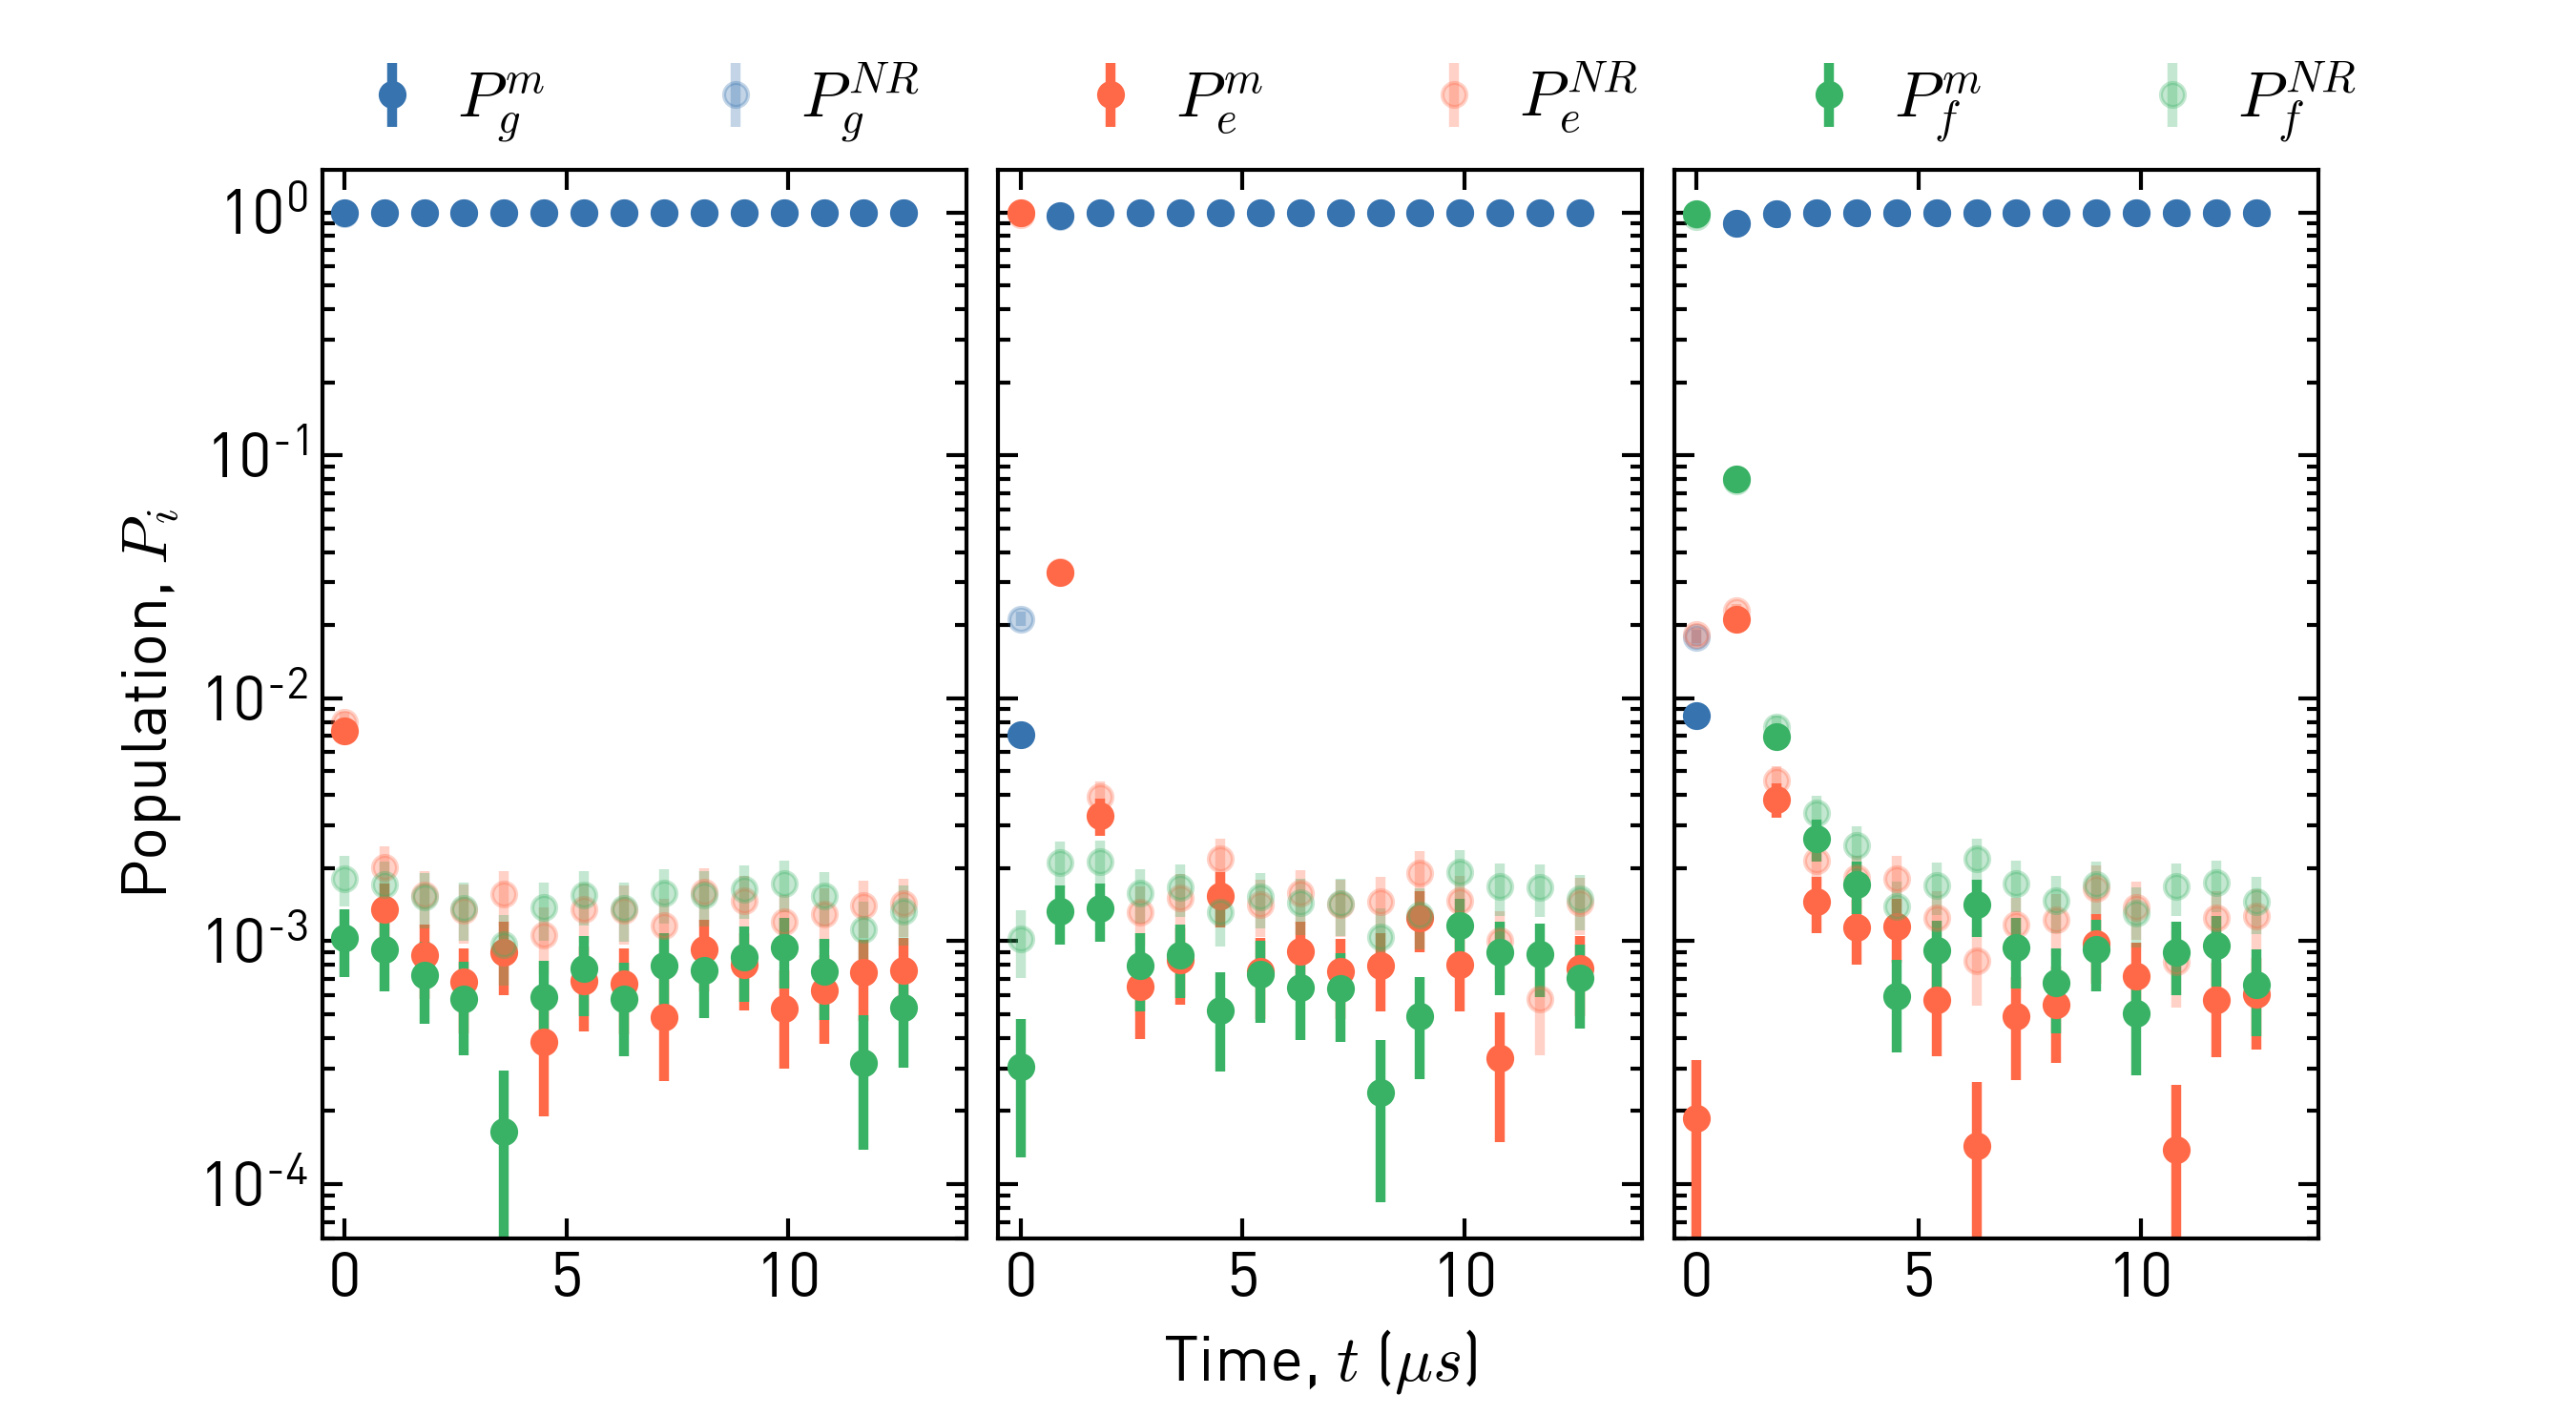 P_g^m P_g^{NR} P_e^m P_e^{NR} P_f^m P_f^{NR}
10^0
10^{-1}
10^{-2}
10^{-3}
10^{-4}
Population, P_i
0 5 10 0 5 10 0 5 10
Time, t (μs)